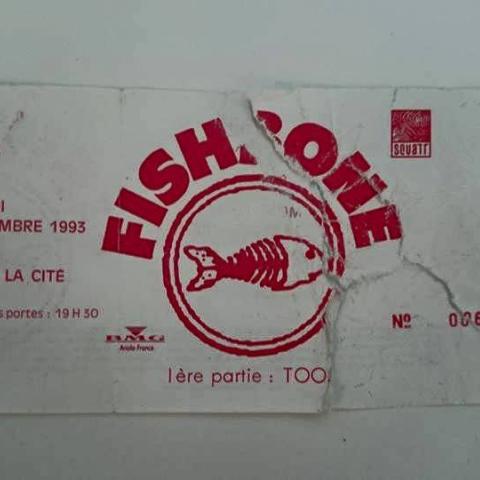 FISHBONE
SQUATT
I
MBRE 1993
LA CITÉ
s portes : 19 H 30
BMG
Ariola France
Nº 006
1ère partie : TOO